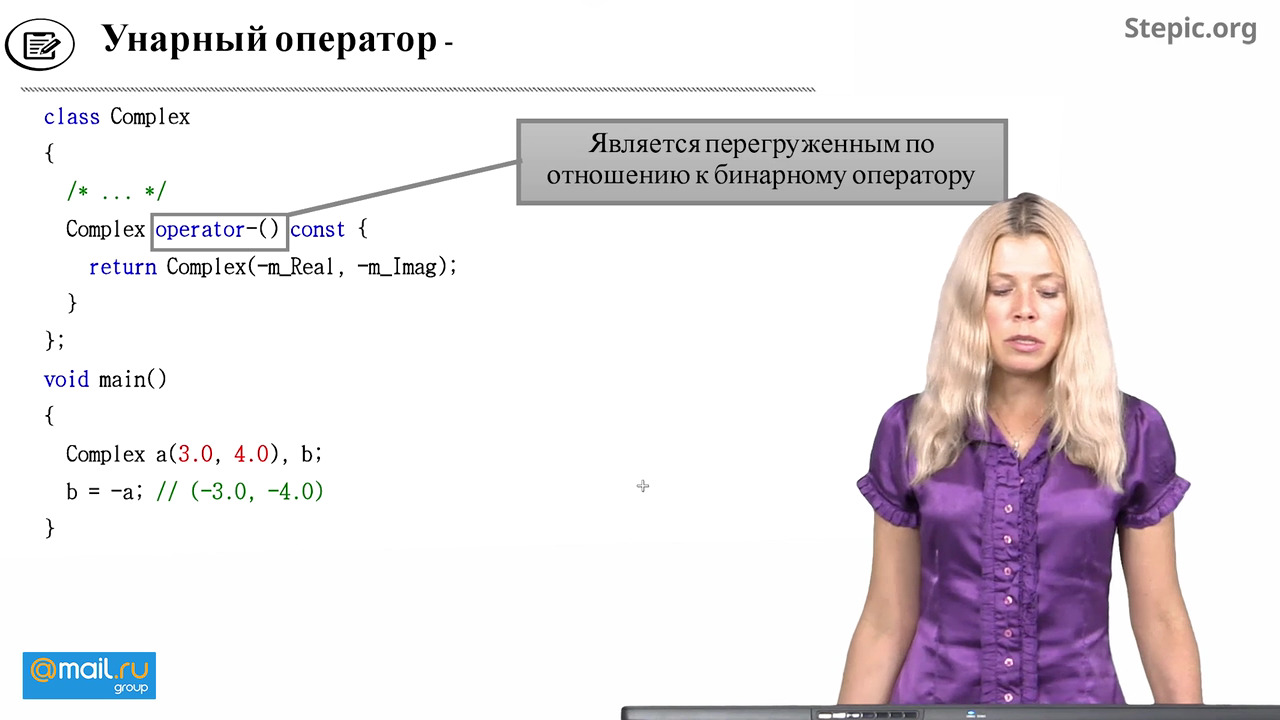 Унарный оператор -
Stepic.org
class Complex
{
/* ... */
Complex operator-() const {
return Complex(-m_Real, -m_Imag);
}
};
void main()
{
Complex a(3.0, 4.0), b;
b = -a; // (-3.0, -4.0)
}
Является перегруженным по
отношению к бинарному оператору
@mail.ru
group